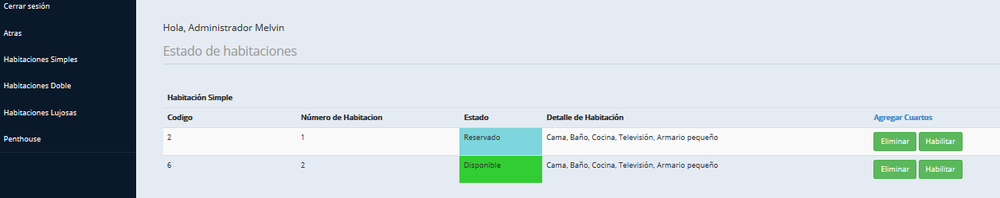 Cerrar sesión
Atras
Habitaciones Simples
Habitaciones Doble
Habitaciones Lujosas
Penthouse
Hola, Administrador Melvin
Estado de habitaciones
Habitación Simple
Codigo Número de Habitacion Estado Detalle de Habitación Agregar Cuartos
2 1 Reservado Cama, Baño, Cocina, Televisión, Armario pequeño Eliminar Habilitar
6 2 Disponible Cama, Baño, Cocina, Televisión, Armario pequeño Eliminar Habilitar